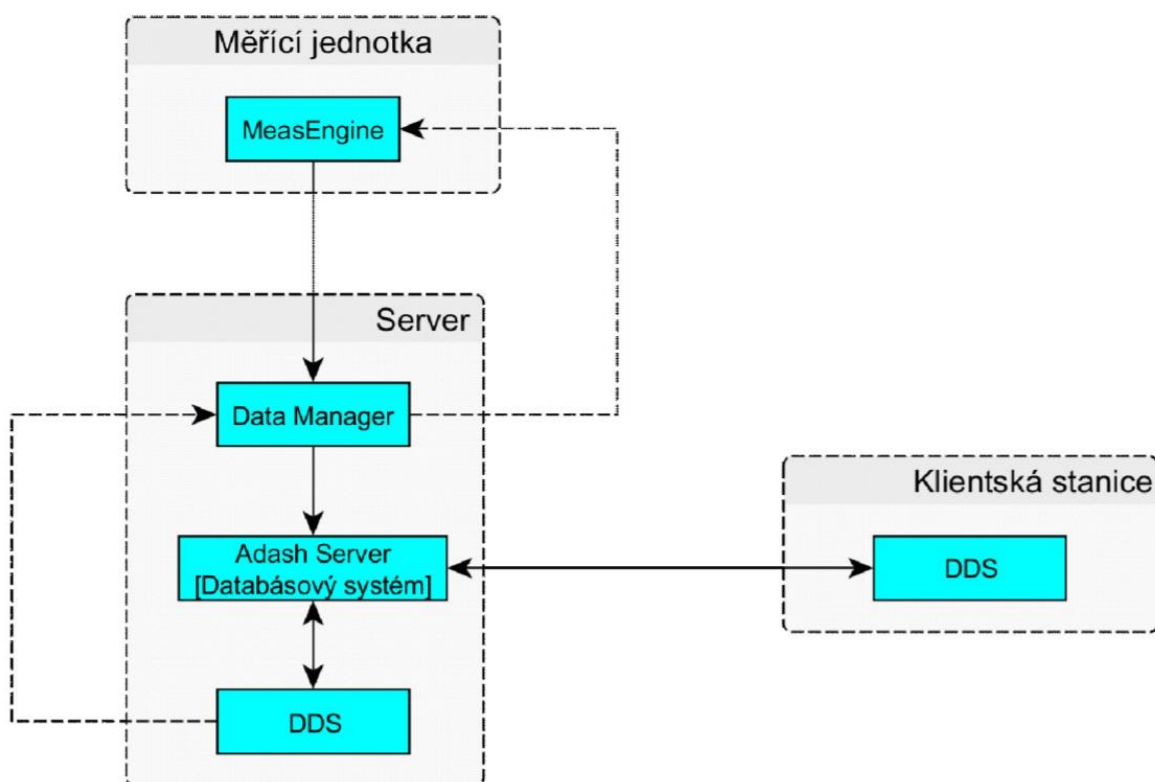 Měřící jednotka
MeasEngine
Server
Data Manager
Adash Server
[Databásový systém]
DDS
Klientská stanice
DDS